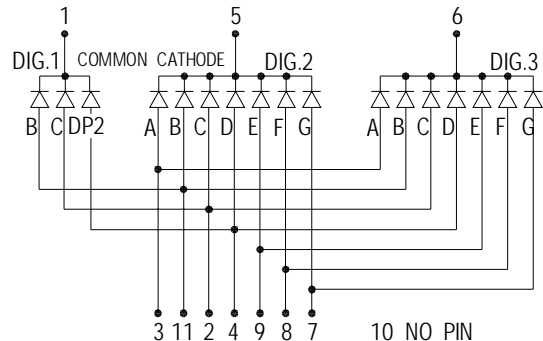 1 5 6
DIG.1 COMMON CATHODE DIG.2 DIG.3
B C DP2 A B C D E F G A B C D E F G
3 11 2 4 9 8 7 10 NO PIN